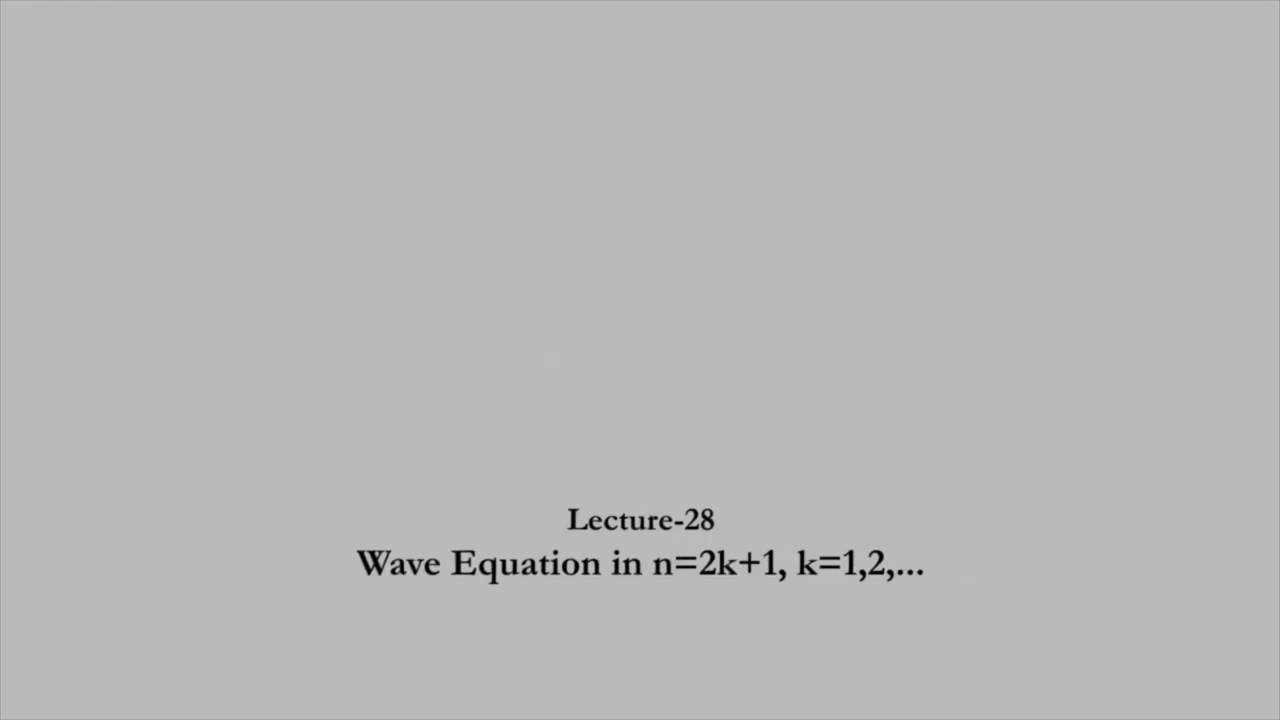 Lecture-28
Wave Equation in n=2k+1, k=1,2,...